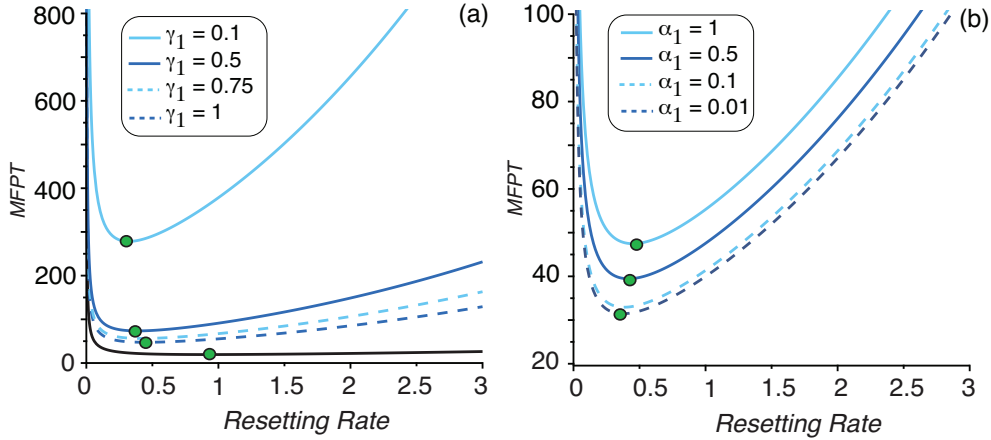 (a)
γ1 = 0.1
γ1 = 0.5
γ1 = 0.75
γ1 = 1
800
600
400
200
0
MFPT
0 0.5 1 1.5 2 2.5 3
Resetting Rate
(b)
α1 = 1
α1 = 0.5
α1 = 0.1
α1 = 0.01
100
80
60
40
20
MFPT
0 0.5 1 1.5 2 2.5 3
Resetting Rate